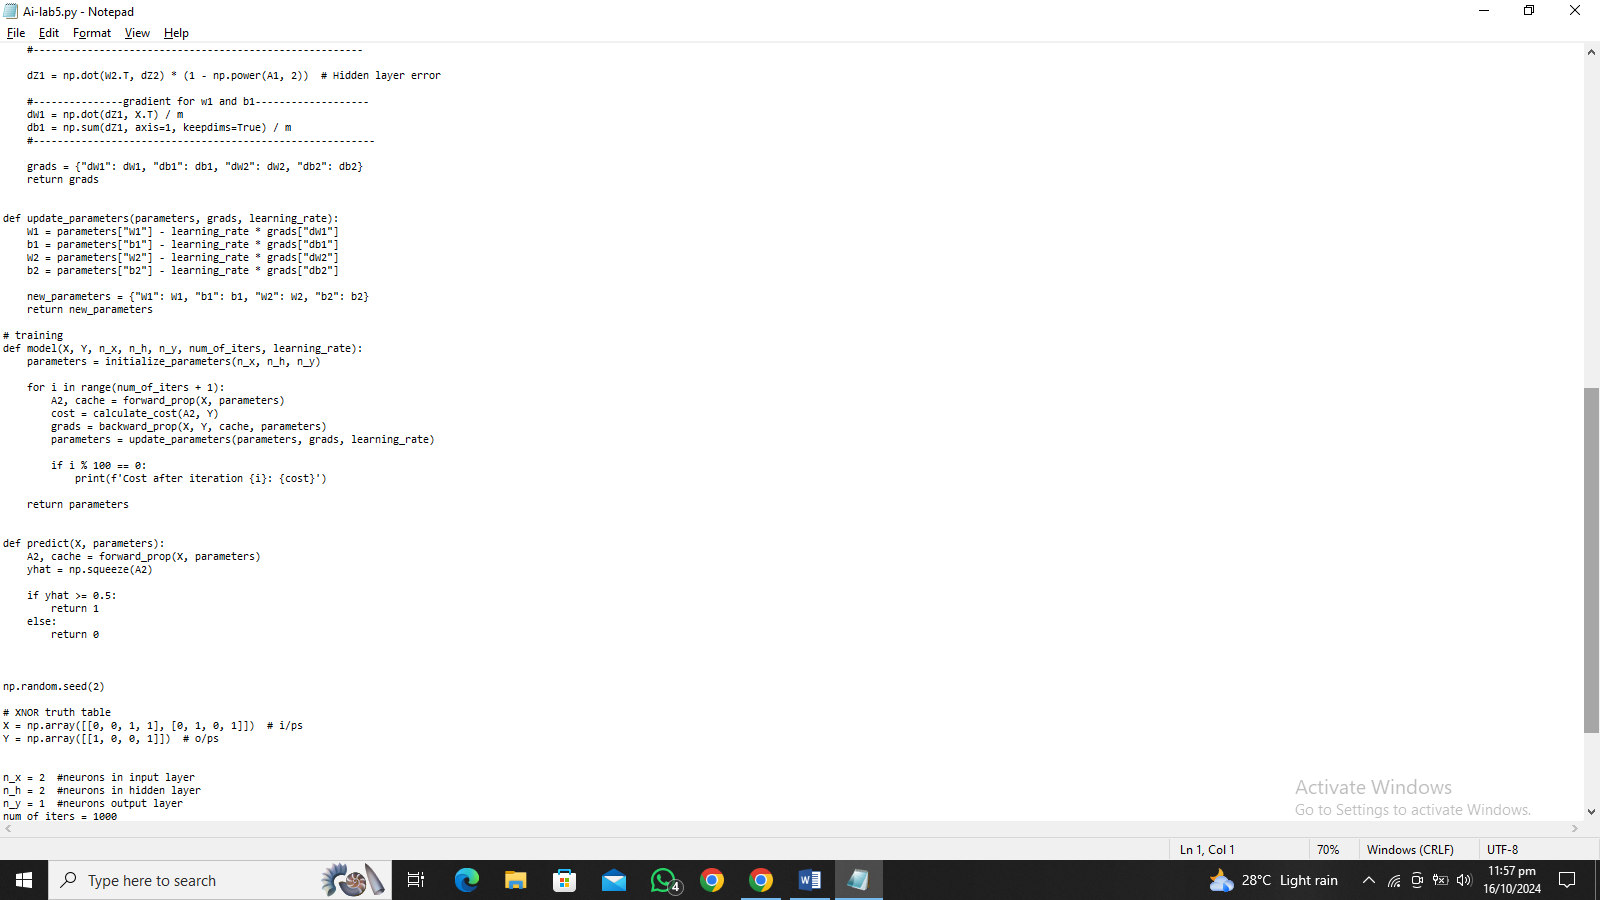 Ai-lab5.py - Notepad
File Edit Format View Help
#-------------------------------------------------------
dZ1 = np.dot(W2.T, dZ2) * (1 - np.power(A1, 2))  # Hidden layer error
#---------------gradient for w1 and b1-------------------
dW1 = np.dot(dZ1, X.T) / m
db1 = np.sum(dZ1, axis=1, keepdims=True) / m
#---------------------------------------------------------
grads = {"dW1": dW1, "db1": db1, "dW2": dW2, "db2": db2}
return grads
def update_parameters(parameters, grads, learning_rate):
W1 = parameters["W1"] - learning_rate * grads["dW1"]
b1 = parameters["b1"] - learning_rate * grads["db1"]
W2 = parameters["W2"] - learning_rate * grads["dW2"]
b2 = parameters["b2"] - learning_rate * grads["db2"]
new_parameters = {"W1": W1, "b1": b1, "W2": W2, "b2": b2}
return new_parameters
# training
def model(X, Y, n_x, n_h, n_y, num_of_iters, learning_rate):
parameters = initialize_parameters(n_x, n_h, n_y)
for i in range(num_of_iters + 1):
A2, cache = forward_prop(X, parameters)
cost = calculate_cost(A2, Y)
grads = backward_prop(X, Y, cache, parameters)
parameters = update_parameters(parameters, grads, learning_rate)
if i % 100 == 0:
print(f'Cost after iteration {i}: {cost}')
return parameters
def predict(X, parameters):
A2, cache = forward_prop(X, parameters)
yhat = np.squeeze(A2)
if yhat >= 0.5:
return 1
else:
return 0
np.random.seed(2)
# XNOR truth table
X = np.array([[0, 0, 1, 1], [0, 1, 0, 1]])  # i/ps
Y = np.array([[1, 0, 0, 1]])  # o/ps
n_x = 2  #neurons in input layer
n_h = 2  #neurons in hidden layer
n_y = 1  #neurons output layer
num of iters = 1000
Activate Windows
Go to Settings to activate Windows.
Ln 1, Col 1 70% Windows (CRLF) UTF-8
Type here to search 4 28°C Light rain 11:57 pm
16/10/2024